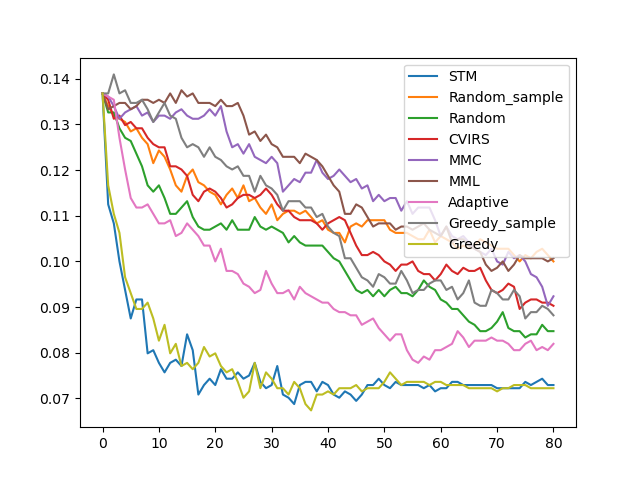 0.14
0.13
0.12
0.11
0.10
0.09
0.08
0.07
0 10 20 30 40 50 60 70 80
STM
Random_sample
Random
CVIRS
MMC
MML
Adaptive
Greedy_sample
Greedy